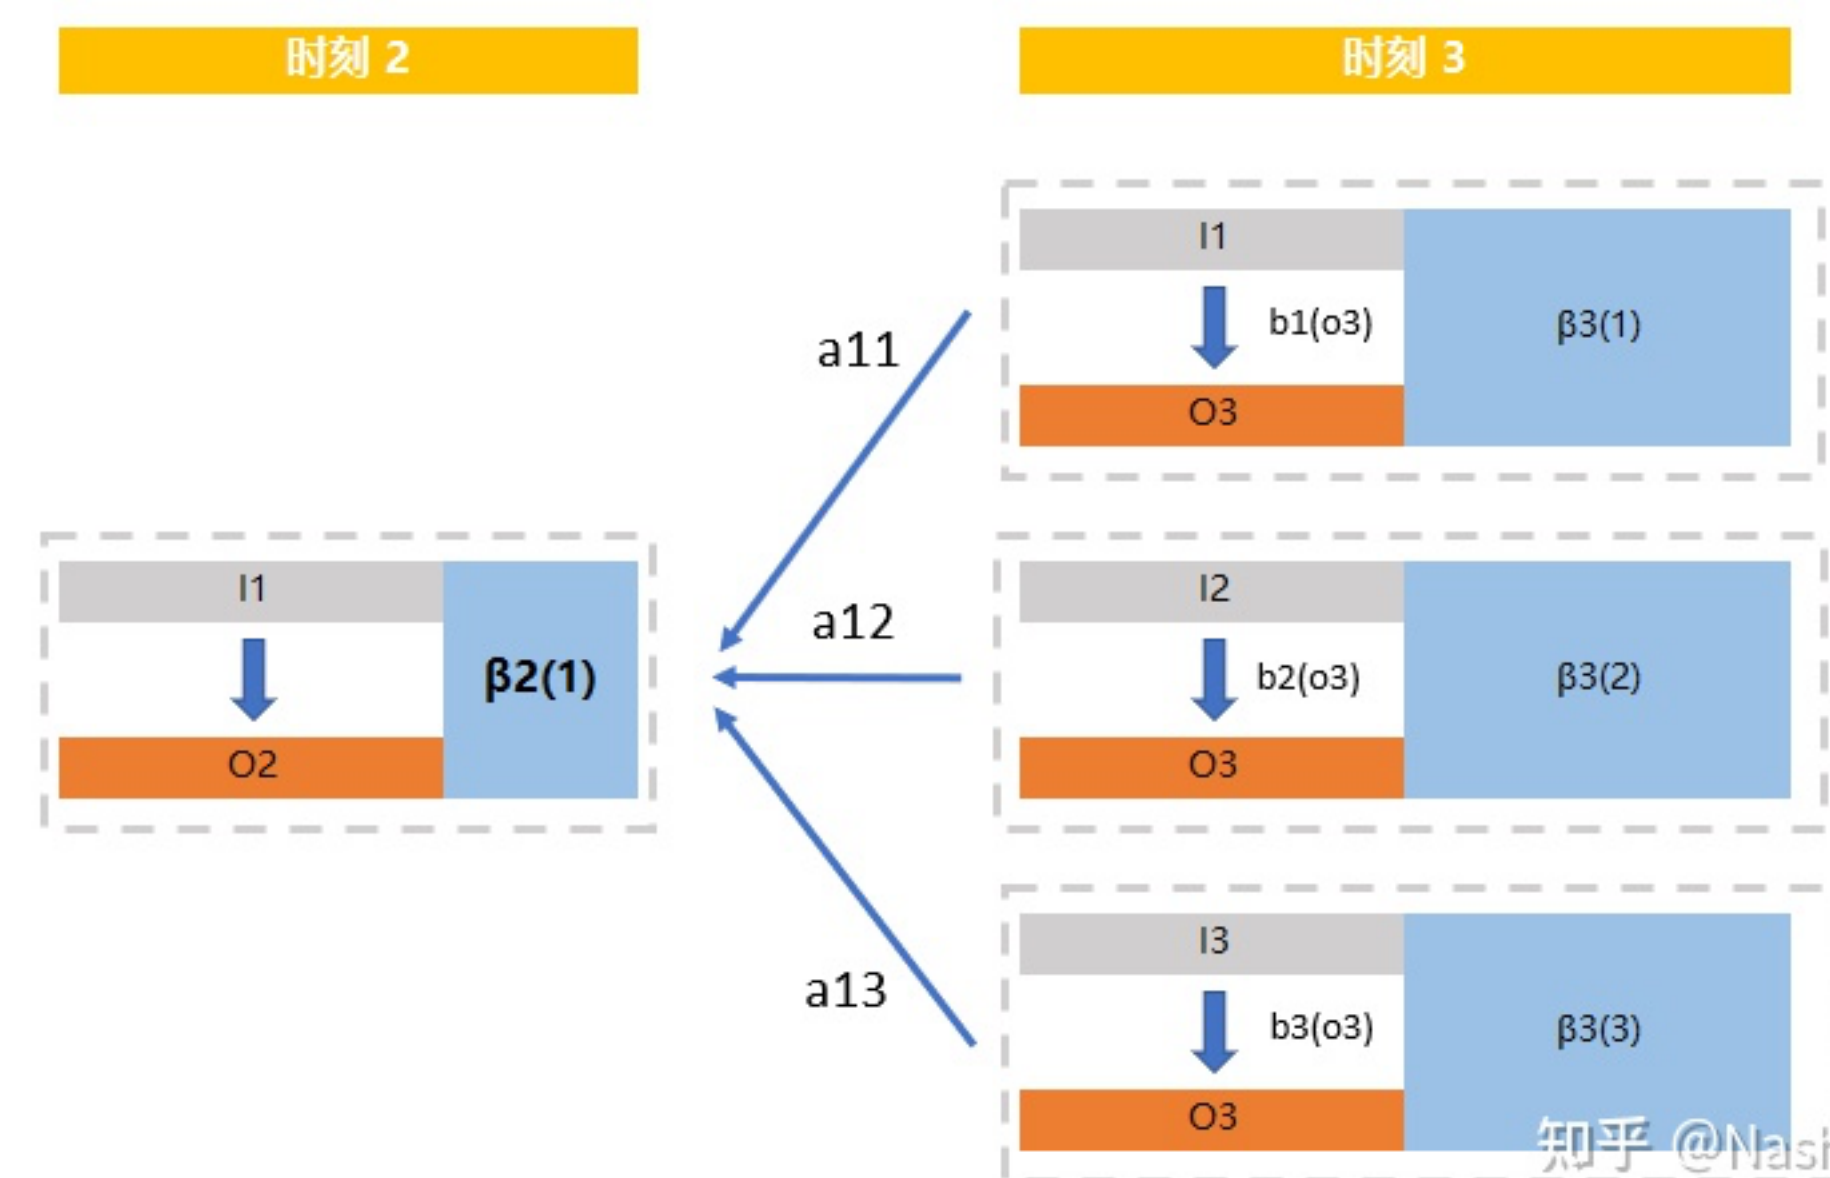 时刻 2
时刻 3
I1
b1(o3)
β3(1)
O3
a11
I1
β2(1)
O2
a12
I2
b2(o3)
β3(2)
O3
a13
I3
b3(o3)
β3(3)
O3
知乎 @Nash